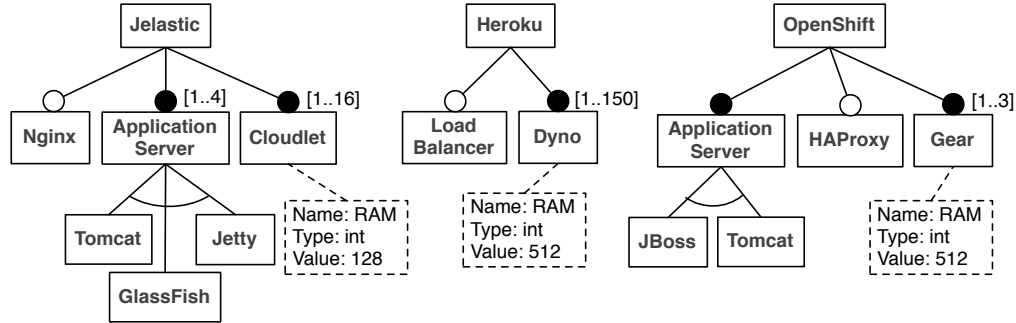 Jelastic
Nginx
Application
Server
[1..4]
Cloudlet
[1..16]
Tomcat
GlassFish
Jetty
Name: RAM
Type: int
Value: 128
Heroku
Load
Balancer
Dyno
[1..150]
Name: RAM
Type: int
Value: 512
OpenShift
Application
Server
HAProxy
Gear
[1..3]
JBoss
Tomcat
Name: RAM
Type: int
Value: 512